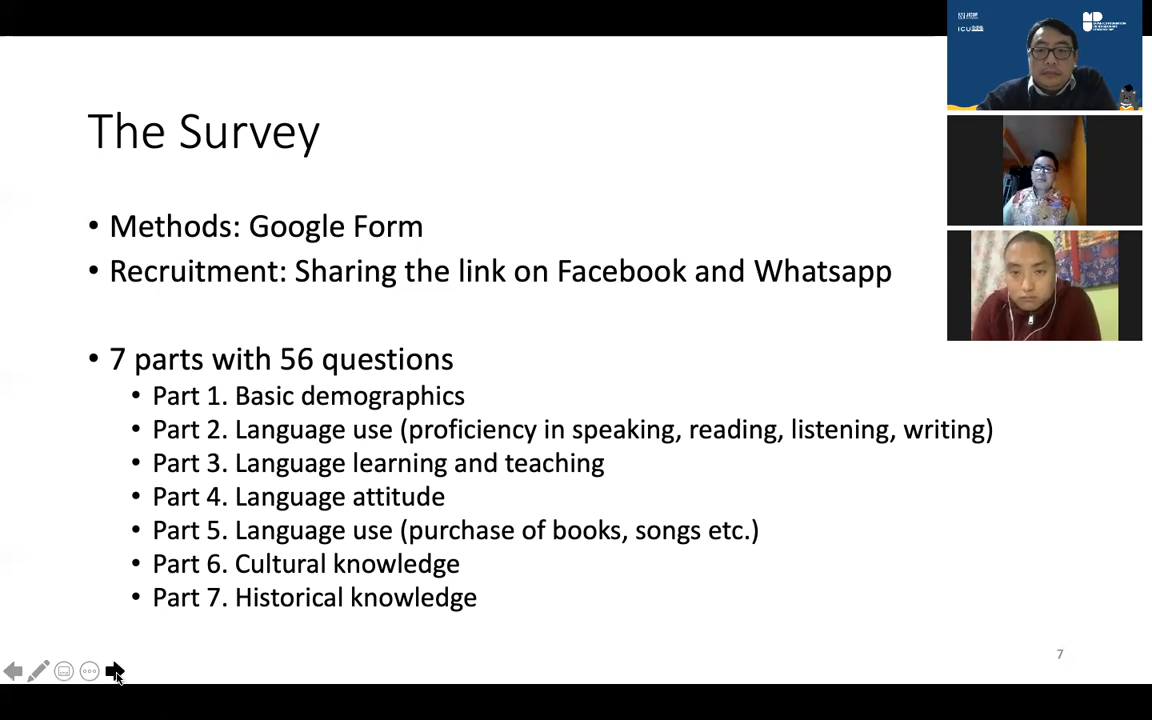 The Survey
• Methods: Google Form
• Recruitment: Sharing the link on Facebook and Whatsapp
• 7 parts with 56 questions
• Part 1. Basic demographics
• Part 2. Language use (proficiency in speaking, reading, listening, writing)
• Part 3. Language learning and teaching
• Part 4. Language attitude
• Part 5. Language use (purchase of books, songs etc.)
• Part 6. Cultural knowledge
• Part 7. Historical knowledge
7
ICU